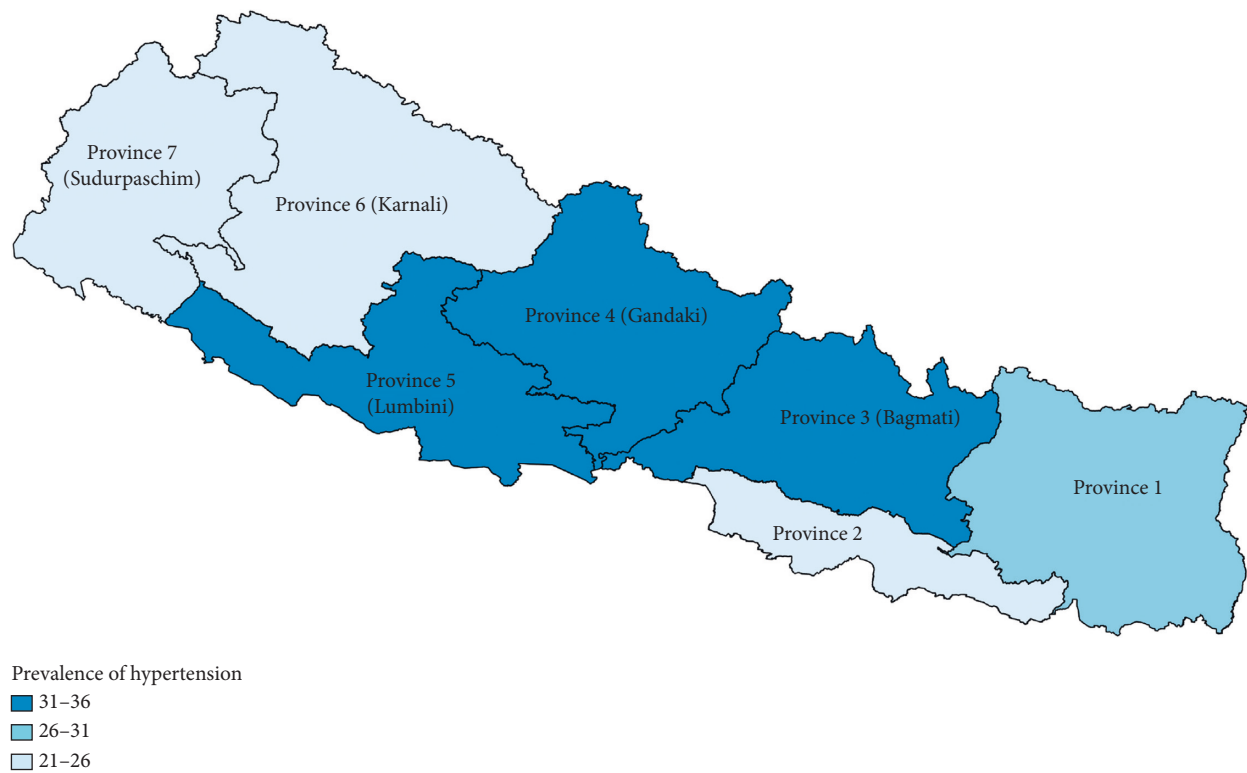 Province 7
(Sudurpaschim)
Province 6 (Karnali)
Province 4 (Gandaki)
Province 5
(Lumbini)
Province 3 (Bagmati)
Province 1
Province 2
Prevalence of hypertension
31–36
26–31
21–26